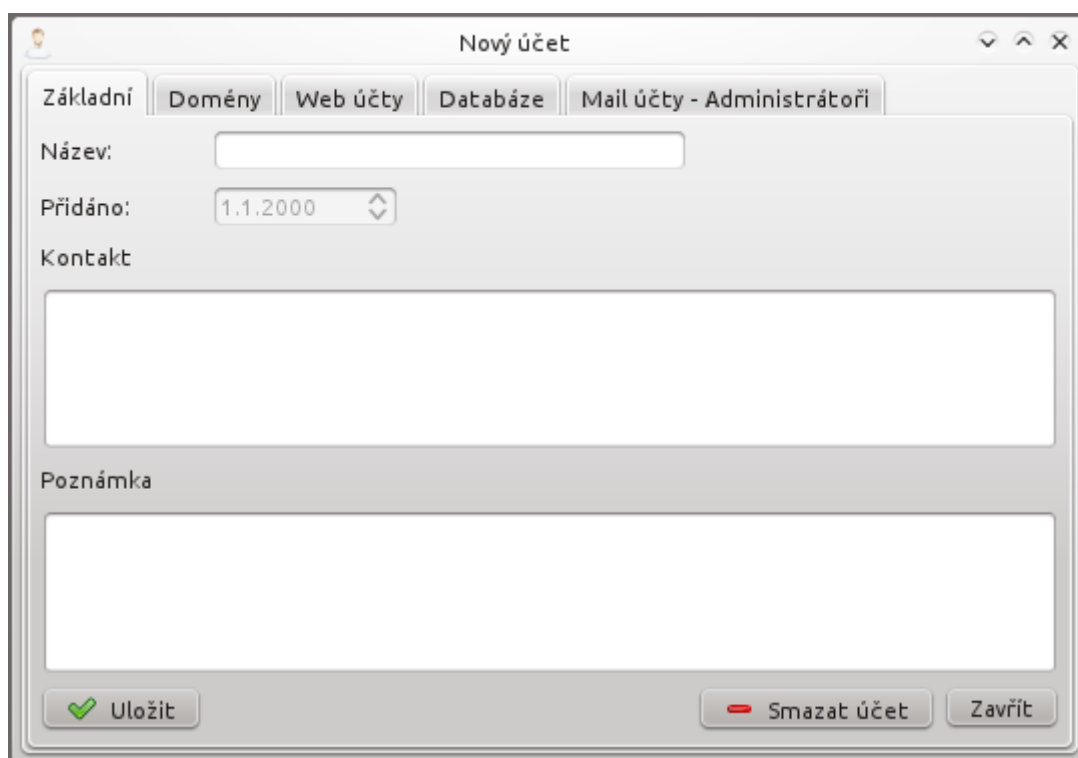 Nový účet
Základní Domény Web účty Databáze Mail účty - Administrátoři
Název:
Přidáno: 1.1.2000
Kontakt
Poznámka
Uložit Smazat účet Zavřít